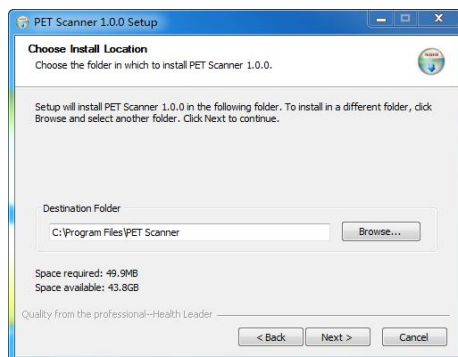 PET Scanner 1.0.0 Setup
Choose Install Location
Choose the folder in which to install PET Scanner 1.0.0.
Setup will install PET Scanner 1.0.0 in the following folder. To install in a different folder, click
Browse and select another folder. Click Next to continue.
Destination Folder
C:\Program Files\PET Scanner
Browse...
Space required: 49.9MB
Space available: 43.8GB
Quality from the professional--Health Leader
< Back
Next >
Cancel